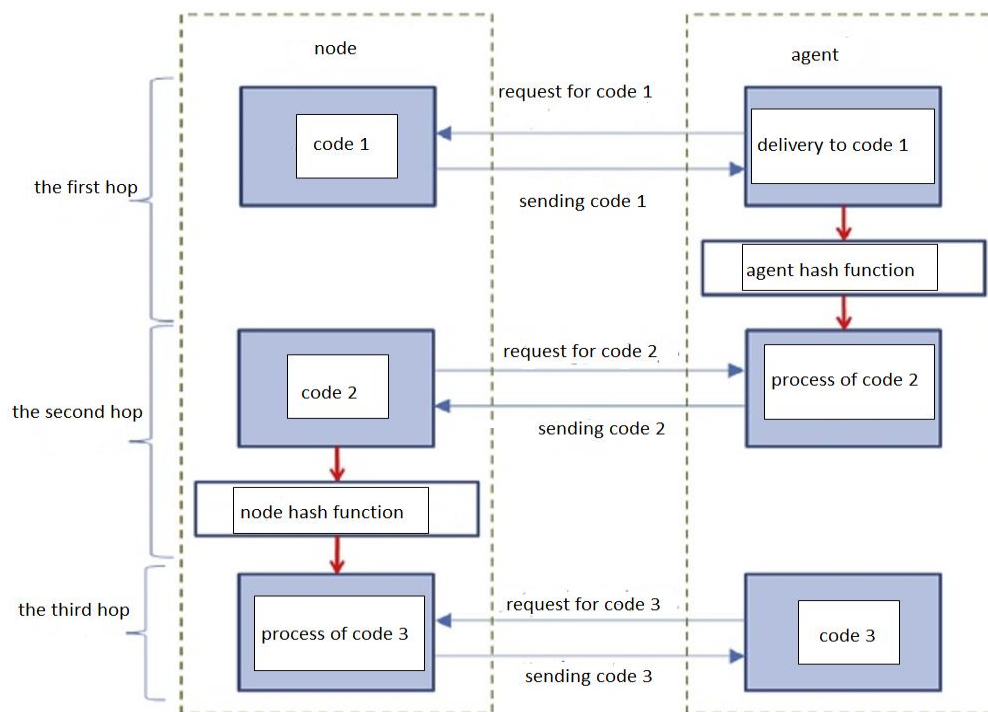 node
agent
request for code 1
code 1
delivery to code 1
the first hop
sending code 1
agent hash function
request for code 2
code 2
process of code 2
the second hop
sending code 2
node hash function
request for code 3
the third hop
process of code 3
code 3
sending code 3